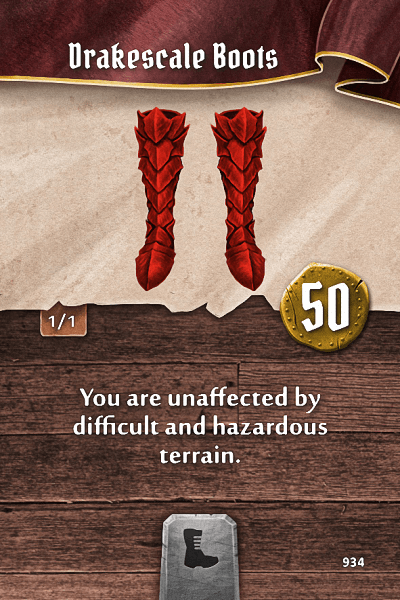 Drakescale Boots
1/1
50
You are unaffected by
difficult and hazardous
terrain.
934